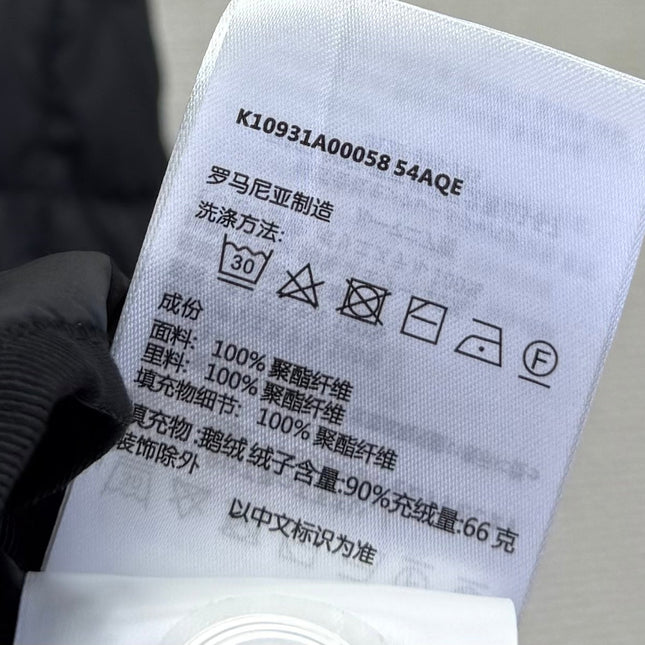 K10931A00058 54AQE
罗马尼亚制造
洗涤方法:
30
F
成份
面料: 100% 聚酯纤维
里料: 100% 聚酯纤维
填充物细节: 100% 聚酯纤维
填充物 :鹅绒 绒子含量:90%充绒量:66 克
装饰除外
以中文标识为准